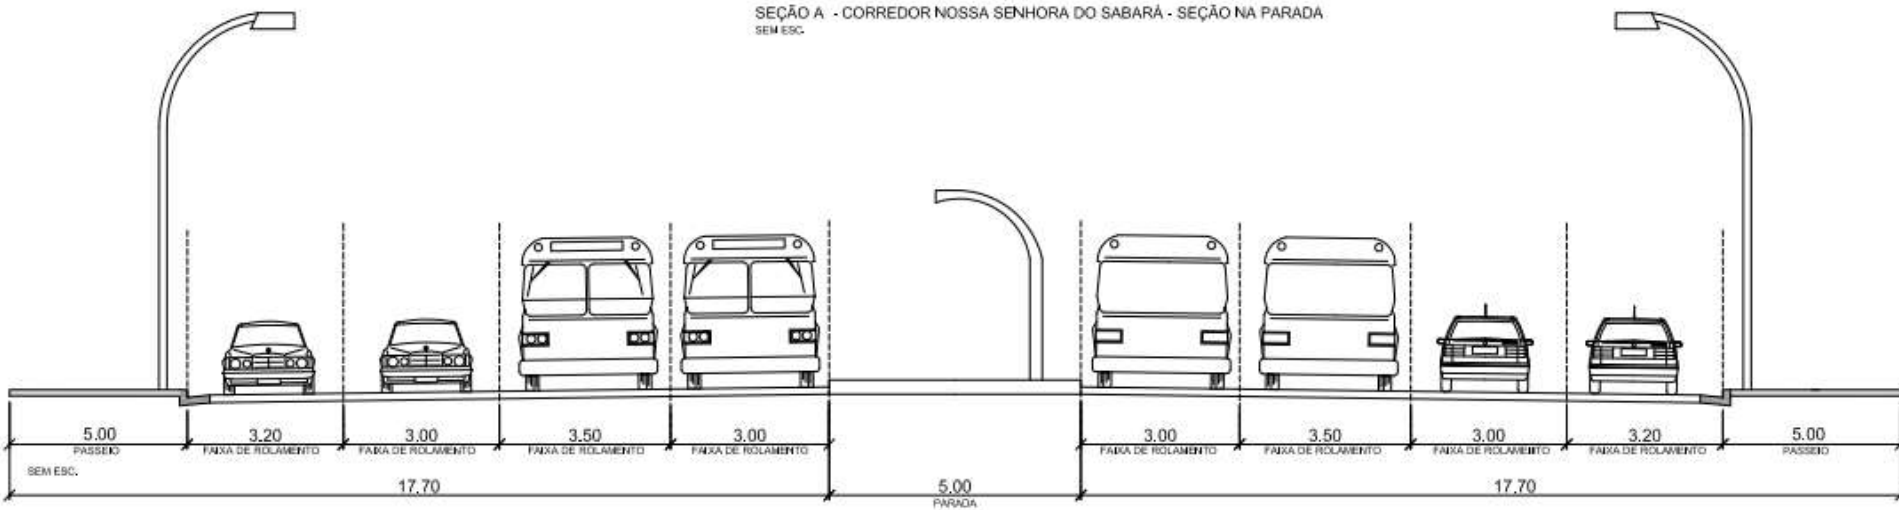 SEÇÃO A - CORREDOR NOSSA SENHORA DO SABARÁ - SEÇÃO NA PARADA
SEM ESC.
5.00 3.20 3.00 3.50 3.00 3.00 3.50 3.00 3.20 5.00
PASSEIO FAIXA DE ROLAMENTO FAIXA DE ROLAMENTO FAIXA DE ROLAMENTO FAIXA DE ROLAMENTO FAIXA DE ROLAMENTO FAIXA DE ROLAMENTO FAIXA DE ROLAMENTO FAIXA DE ROLAMENTO PASSEIO
SEM ESC.
17.70 5.00 17.70
PARADA